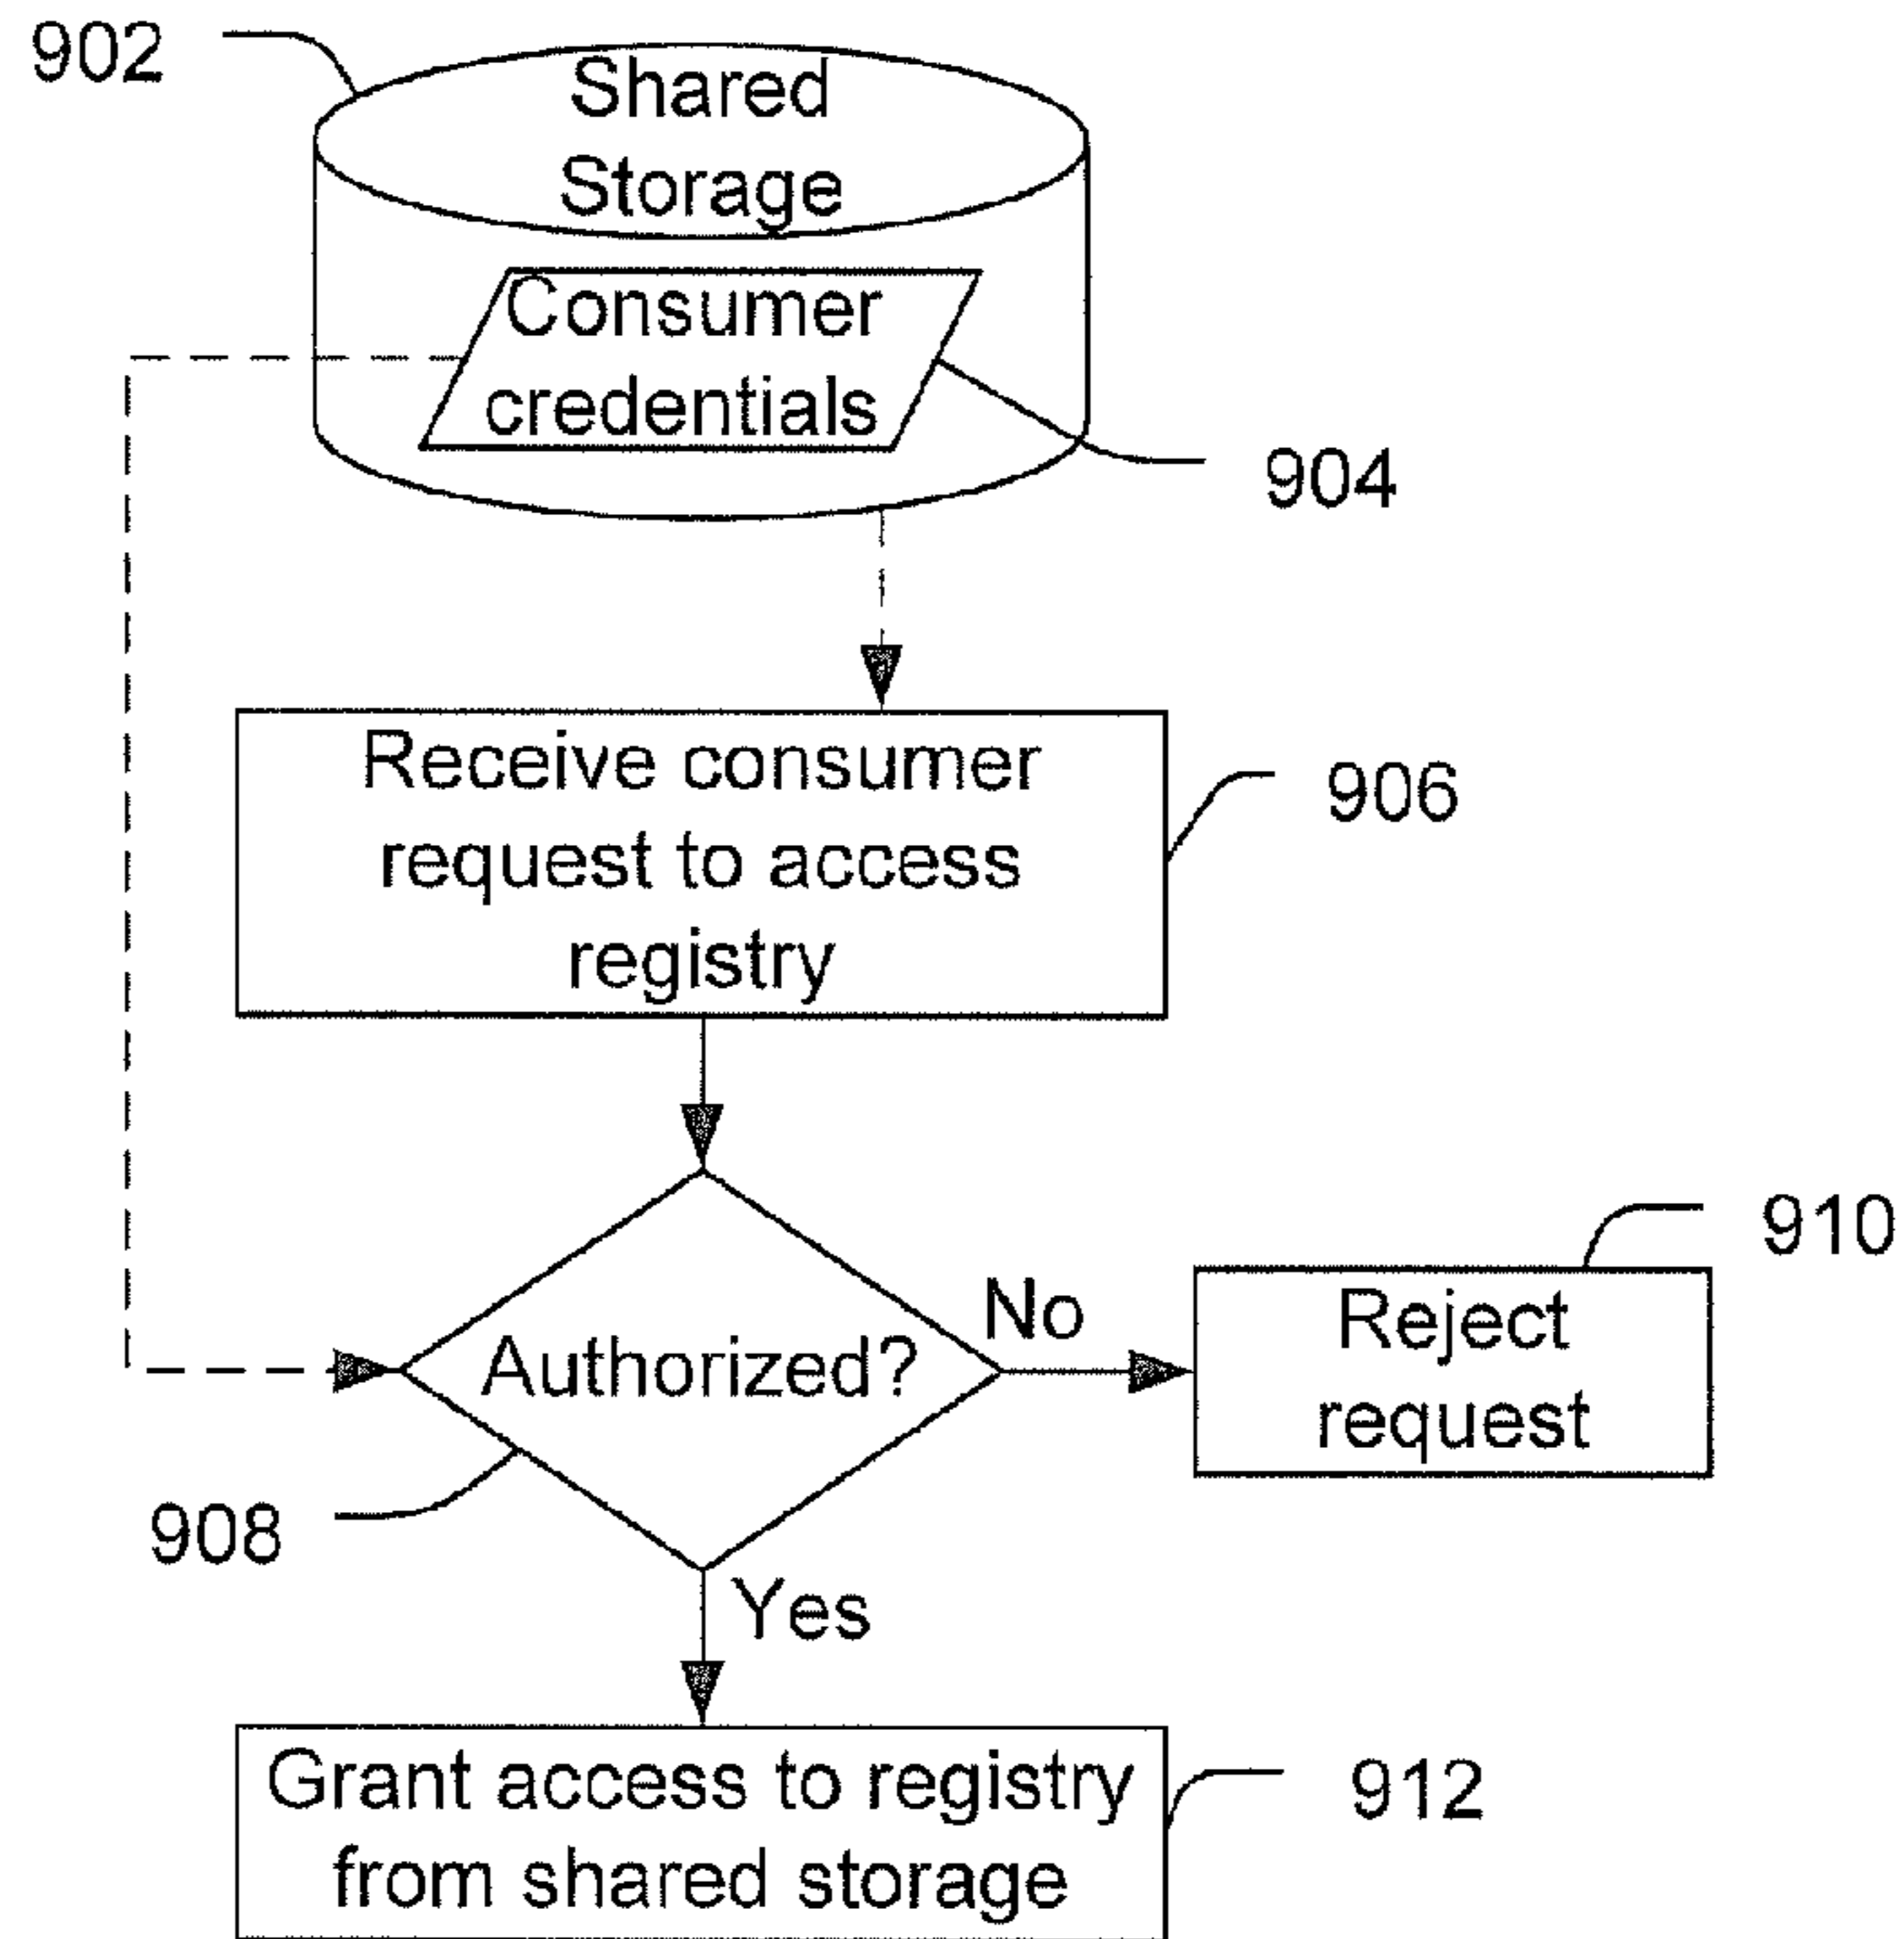 902
Shared
Storage
Consumer
credentials
904
Receive consumer
request to access
registry
906
910
No
Reject
request
Authorized?
908
Yes
Grant access to registry
from shared storage
912